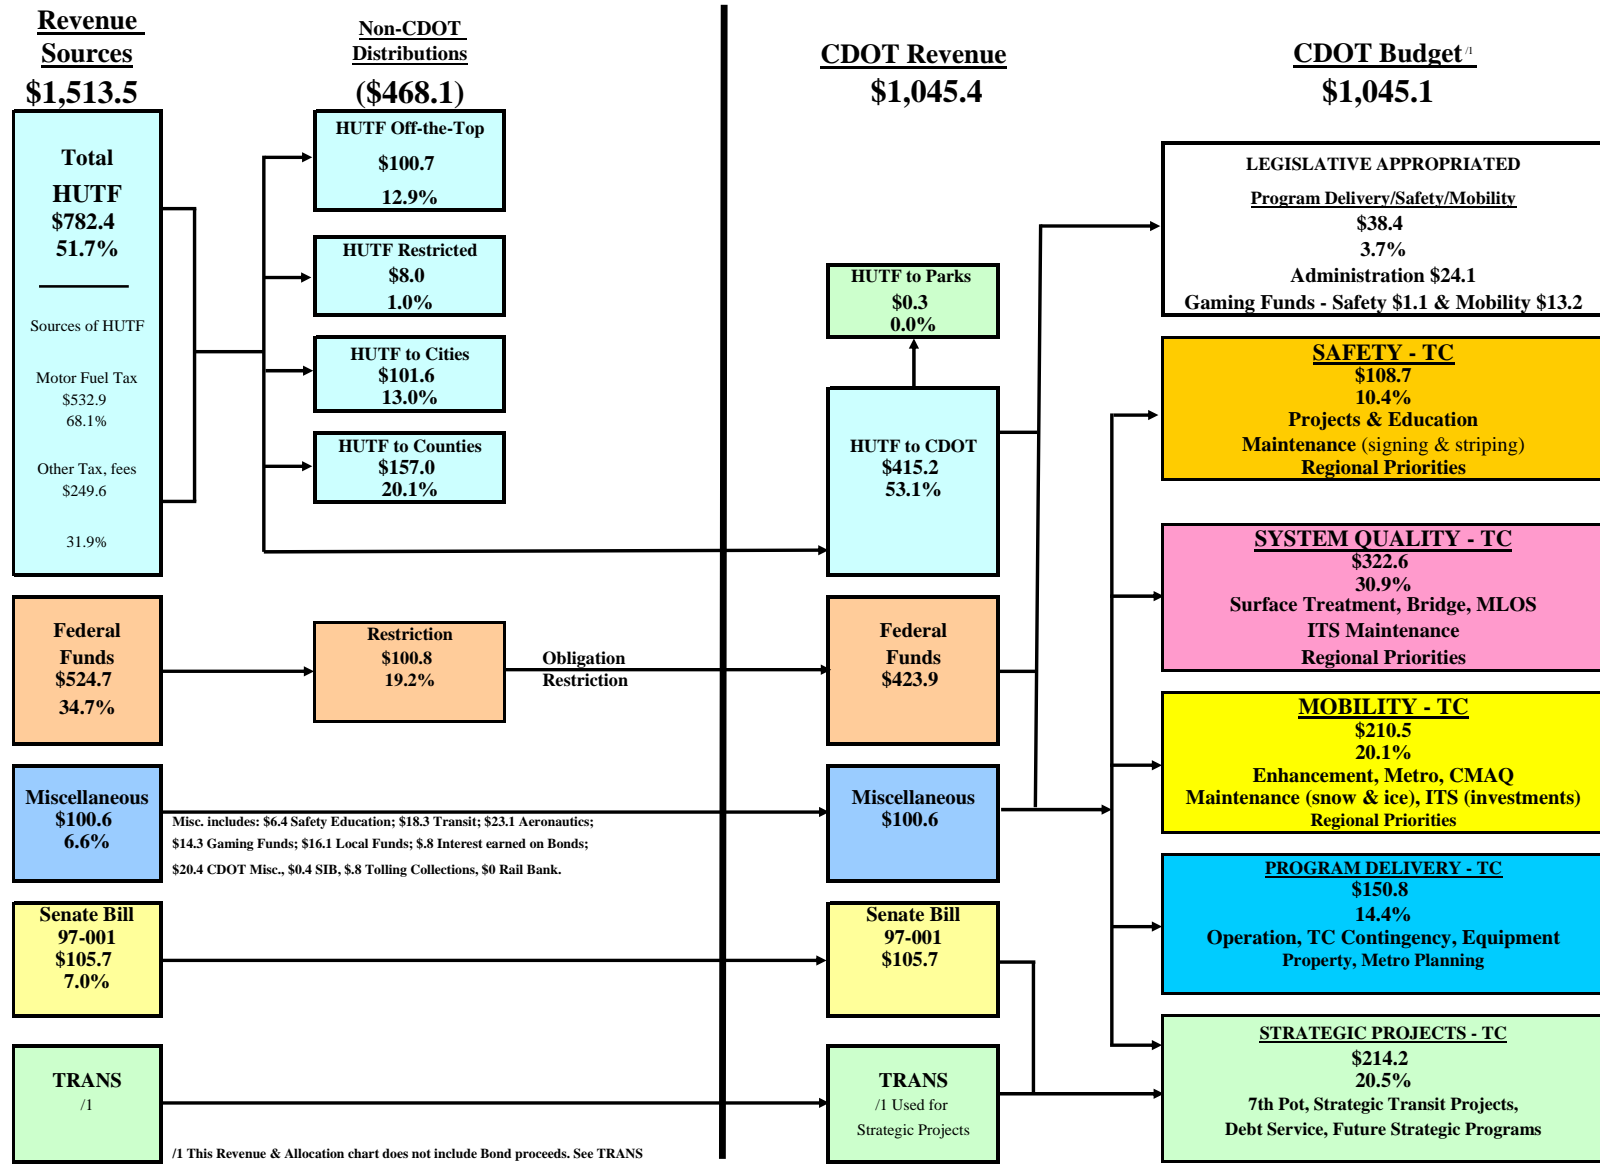 Revenue
Sources
$1,513.5
Total
HUTF
$782.4
51.7%
Sources of HUTF
Motor Fuel Tax
$532.9
68.1%
Other Tax, fees
$249.6
31.9%
Federal
Funds
$524.7
34.7%
Miscellaneous
$100.6
6.6%
Senate Bill
97-001
$105.7
7.0%
TRANS
/1
Non-CDOT
Distributions
($468.1)
HUTF Off-the-Top
$100.7
12.9%
HUTF Restricted
$8.0
1.0%
HUTF to Cities
$101.6
13.0%
HUTF to Counties
$157.0
20.1%
Restriction
$100.8
19.2%
Obligation
Restriction
Misc. includes: $6.4 Safety Education; $18.3 Transit; $23.1 Aeronautics;
$14.3 Gaming Funds; $16.1 Local Funds; $.8 Interest earned on Bonds;
$20.4 CDOT Misc., $0.4 SIB, $.8 Tolling Collections, $0 Rail Bank.
/1 This Revenue & Allocation chart does not include Bond proceeds. See TRANS
CDOT Revenue
$1,045.4
HUTF to Parks
$0.3
0.0%
HUTF to CDOT
$415.2
53.1%
Federal
Funds
$423.9
Miscellaneous
$100.6
Senate Bill
97-001
$105.7
TRANS
/1 Used for
Strategic Projects
CDOT Budget /1
$1,045.1
LEGISLATIVE APPROPRIATED
Program Delivery/Safety/Mobility
$38.4
3.7%
Administration $24.1
Gaming Funds - Safety $1.1 & Mobility $13.2
SAFETY - TC
$108.7
10.4%
Projects & Education
Maintenance (signing & striping)
Regional Priorities
SYSTEM QUALITY - TC
$322.6
30.9%
Surface Treatment, Bridge, MLOS
ITS Maintenance
Regional Priorities
MOBILITY - TC
$210.5
20.1%
Enhancement, Metro, CMAQ
Maintenance (snow & ice), ITS (investments)
Regional Priorities
PROGRAM DELIVERY - TC
$150.8
14.4%
Operation, TC Contingency, Equipment
Property, Metro Planning
STRATEGIC PROJECTS - TC
$214.2
20.5%
7th Pot, Strategic Transit Projects,
Debt Service, Future Strategic Programs